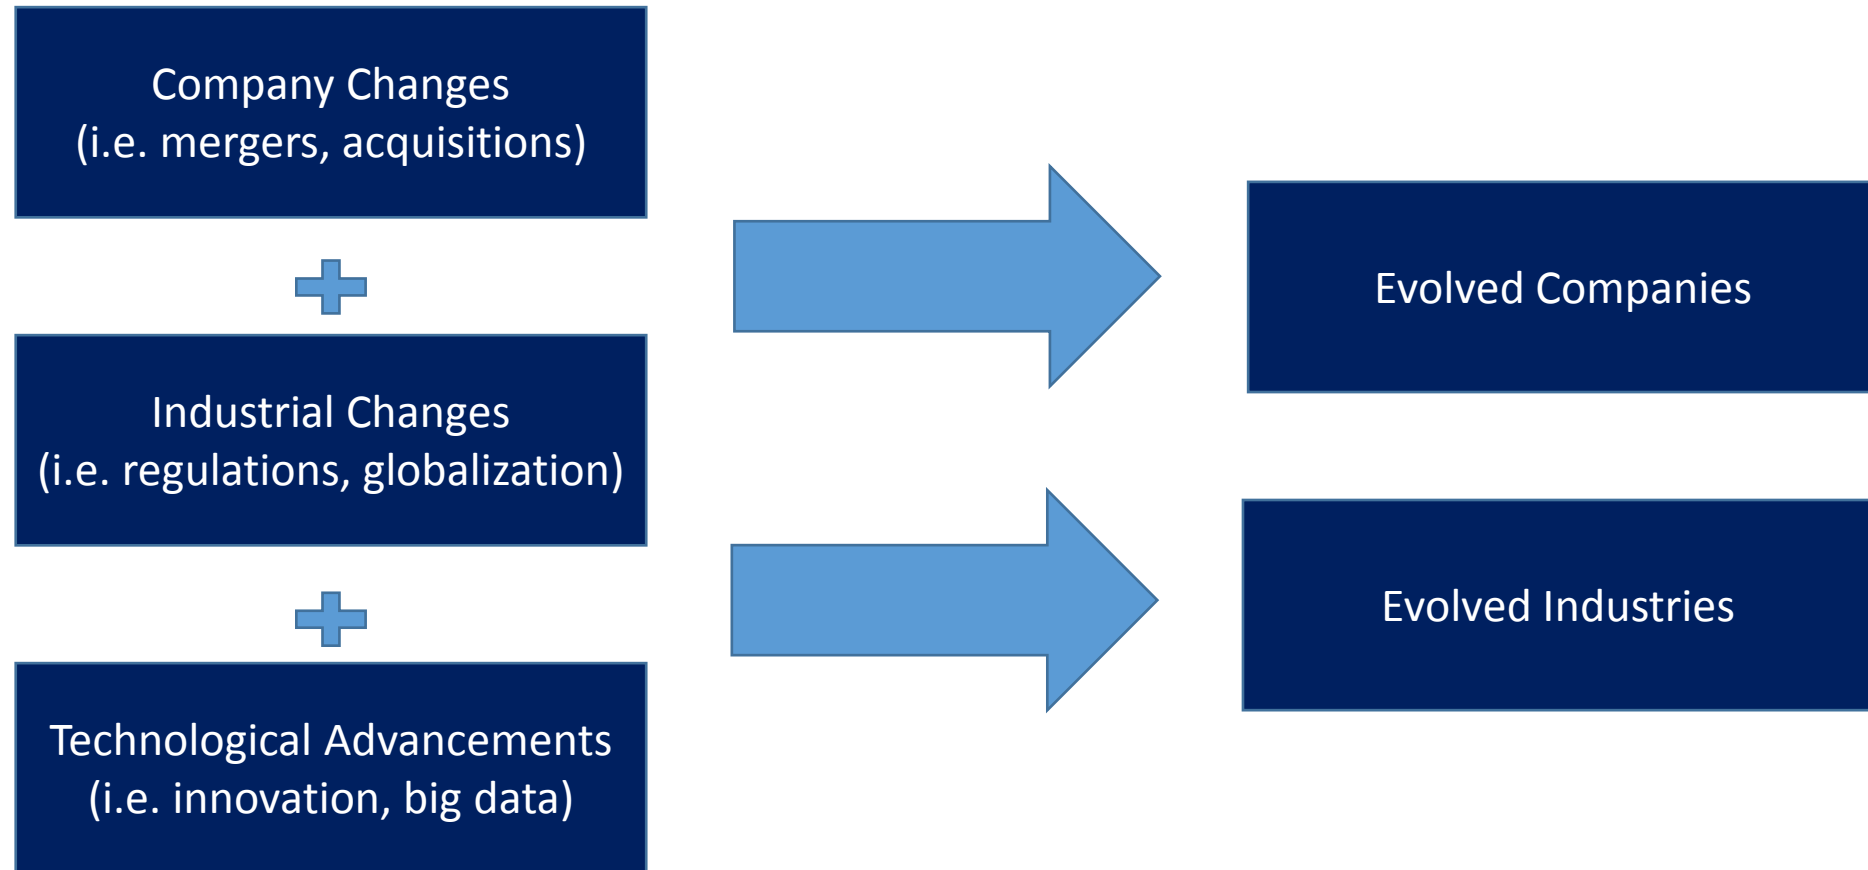 Company Changes
(i.e. mergers, acquisitions)
Industrial Changes
(i.e. regulations, globalization)
Technological Advancements
(i.e. innovation, big data)
Evolved Companies
Evolved Industries